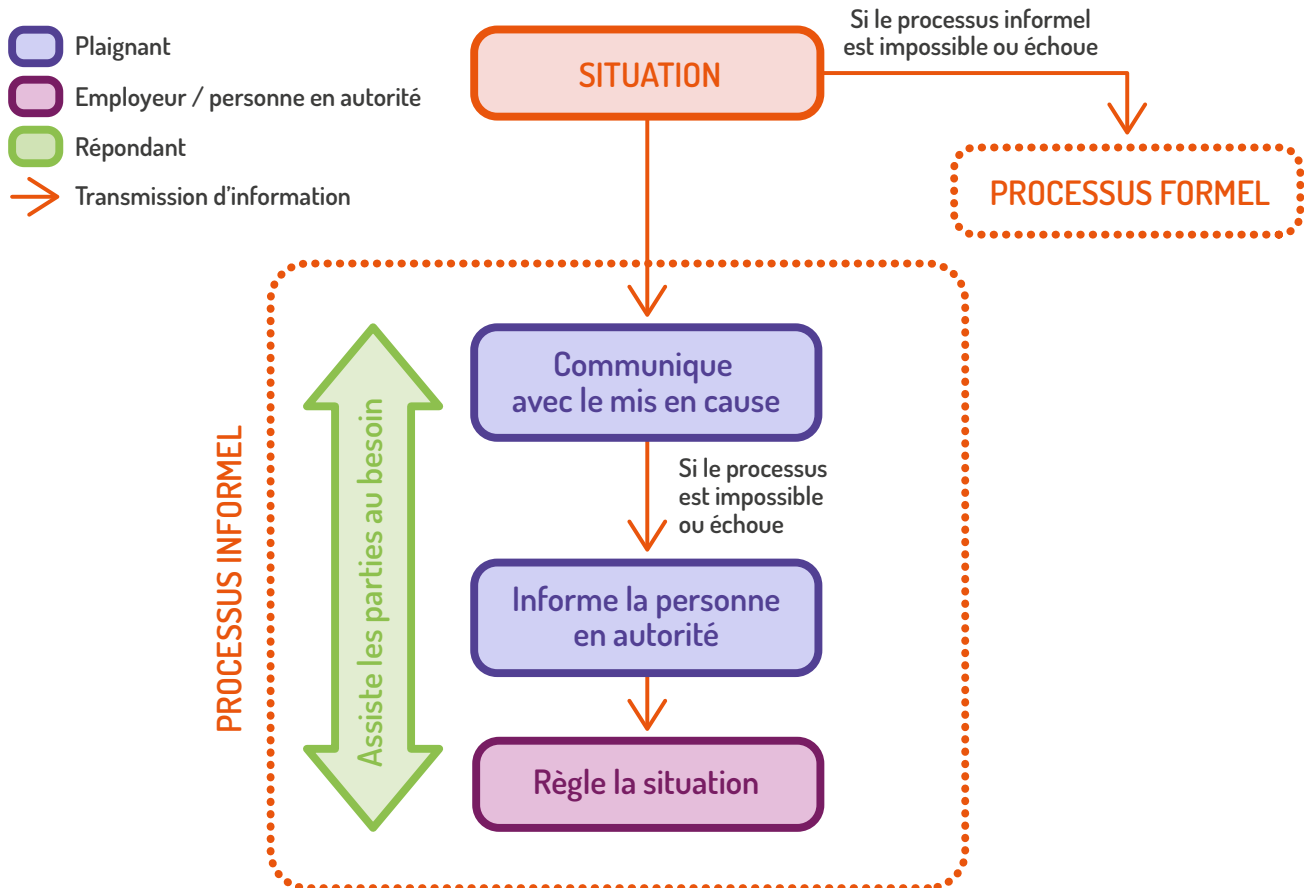 Plaignant
Employeur / personne en autorité
Répondant
Transmission d'information
SITUATION
Si le processus informel
est impossible ou échoue
PROCESSUS FORMEL
PROCESSUS INFORMEL
Assiste les parties au besoin
Communique
avec le mis en cause
Si le processus
est impossible
ou échoue
Informe la personne
en autorité
Règle la situation